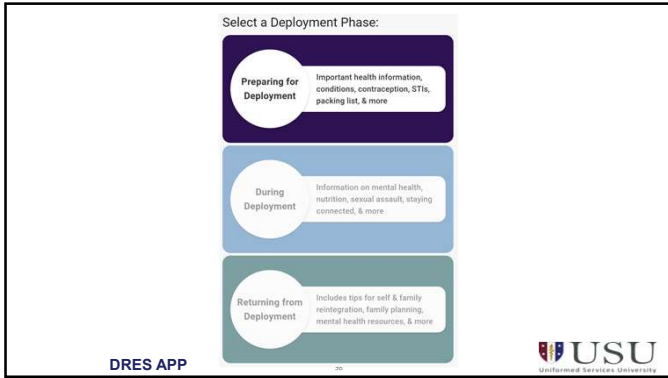 Select a Deployment Phase:
Preparing for
Deployment
Important health information,
conditions, contraception, STIs,
packing list, & more
During
Deployment
Information on mental health,
nutrition, sexual assault, staying
connected, & more
Returning from
Deployment
Includes tips for self & family
reintegration, family planning,
mental health resources, & more
DRES APP
USU
Uniformed Services University